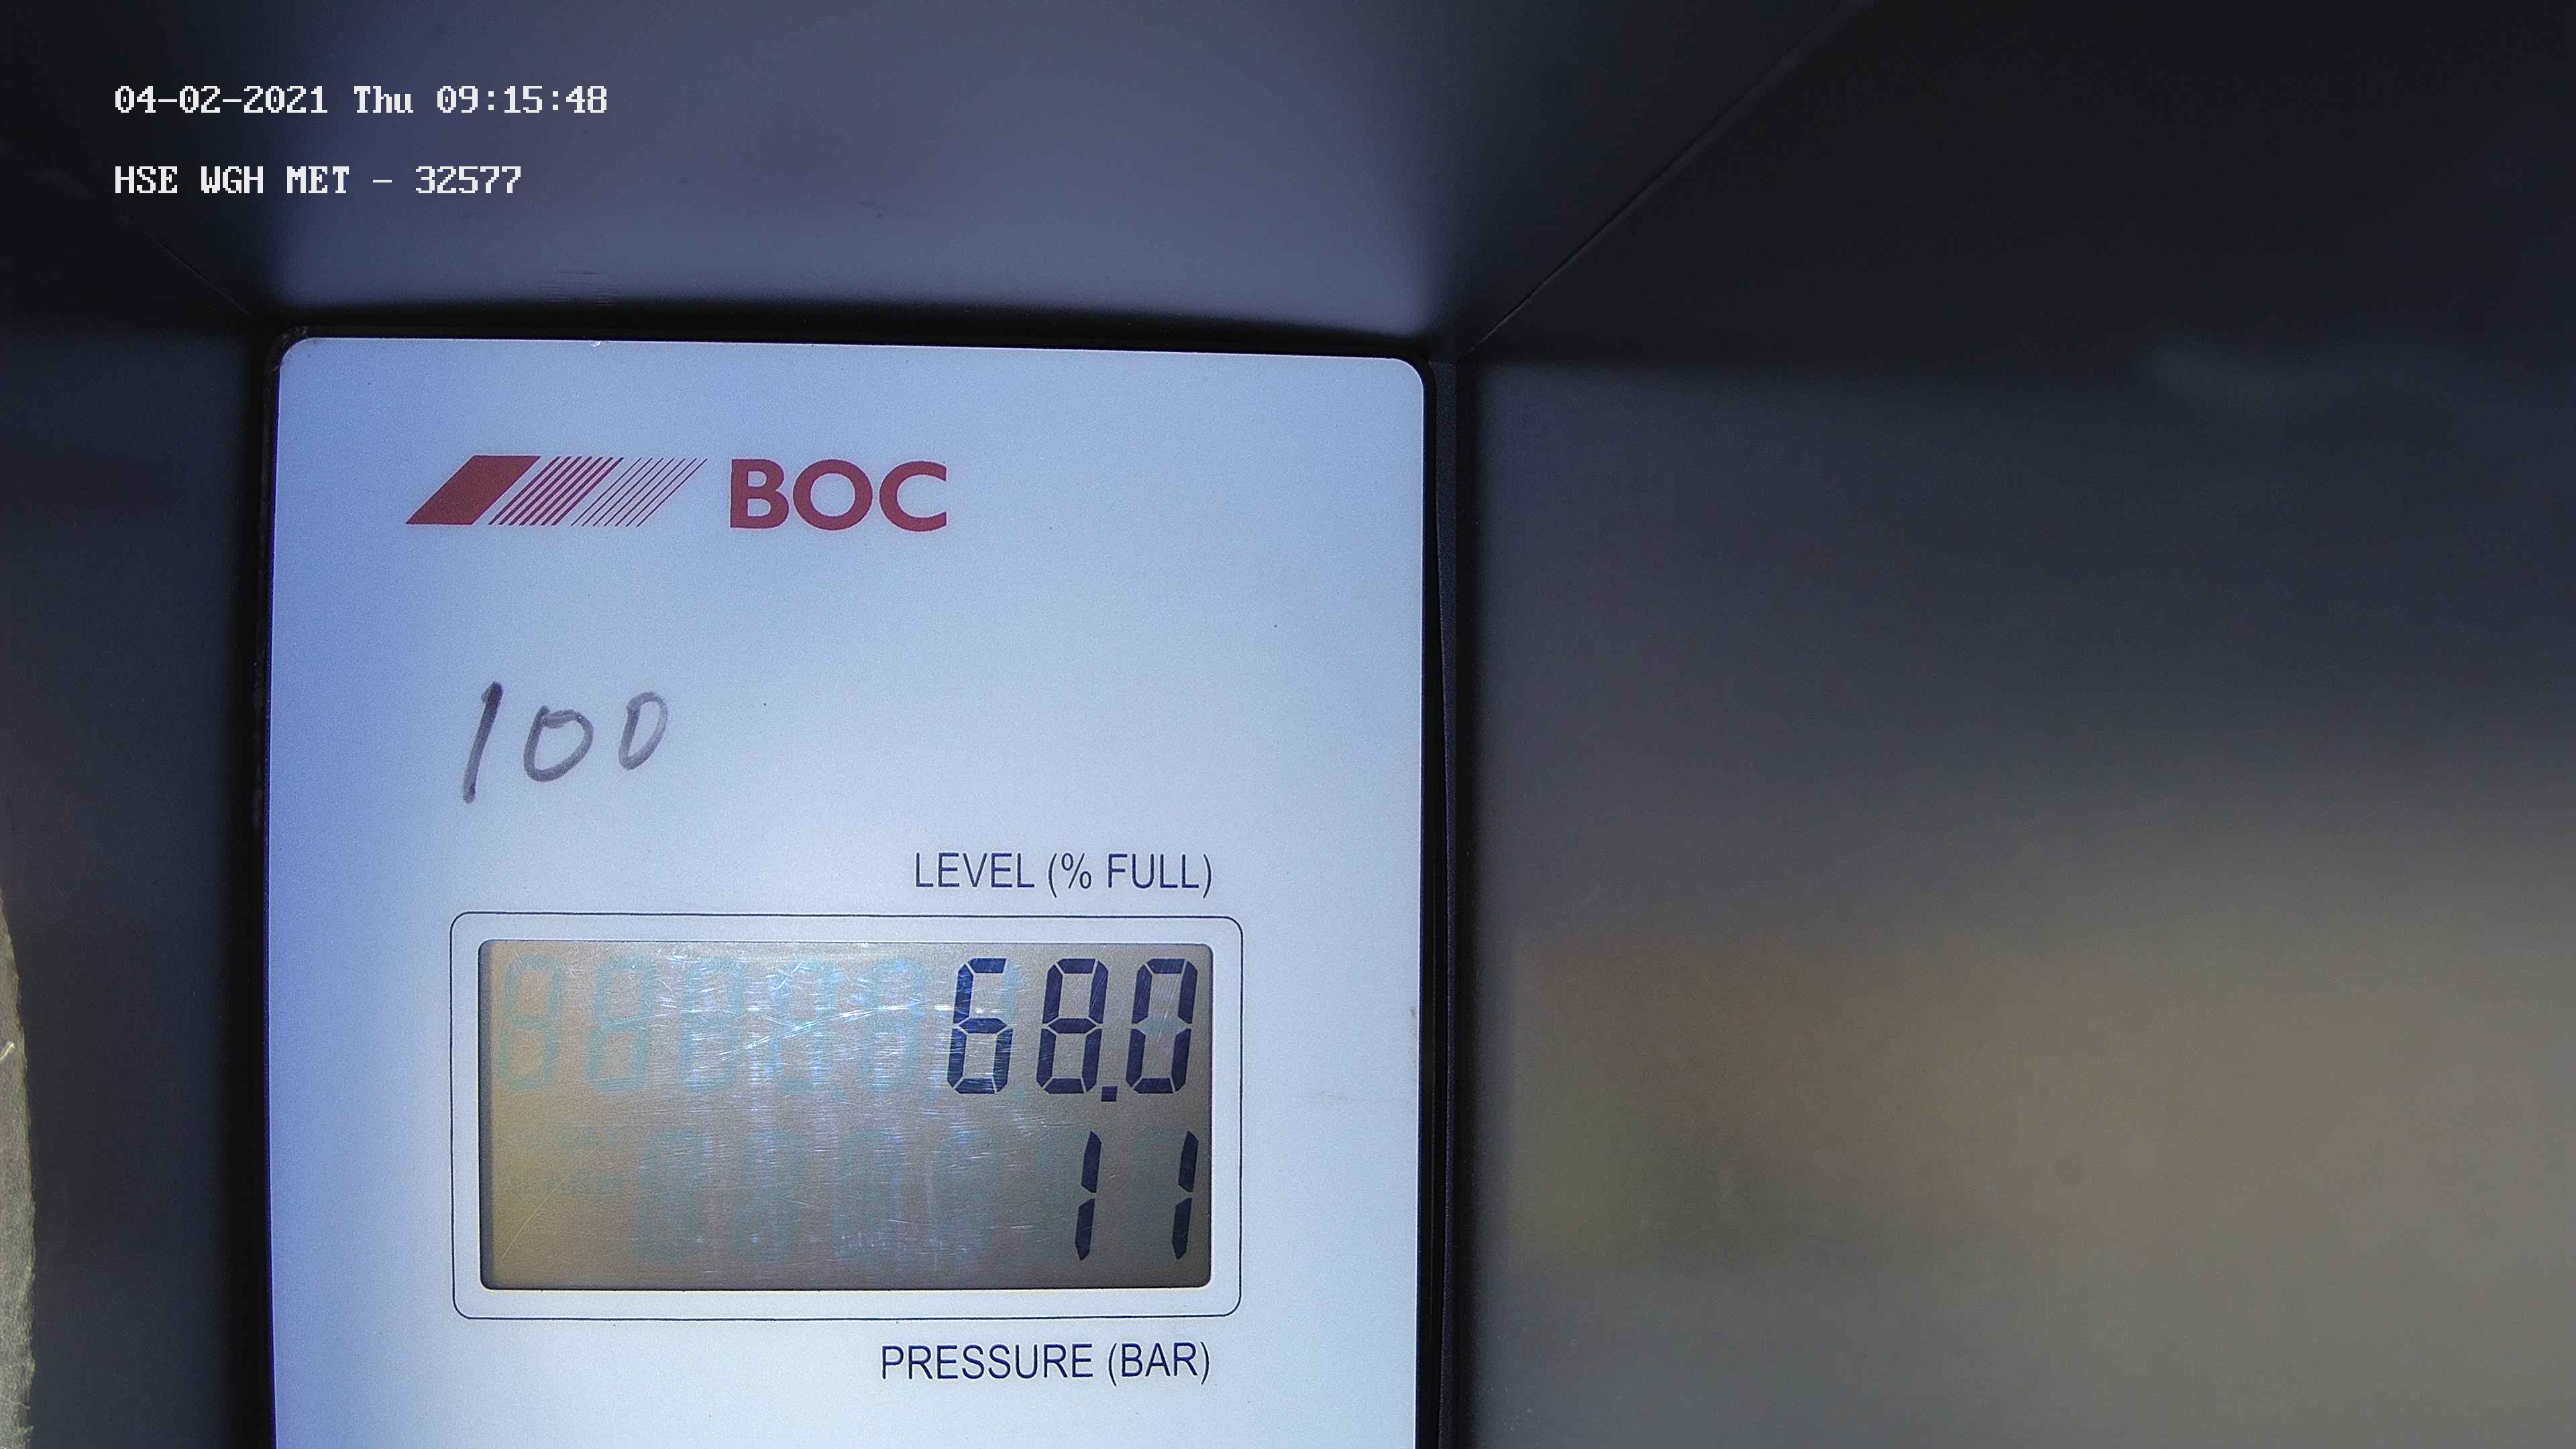 04-02-2021 Thu 09:15:48
HSE WGH MET - 32577
BOC
100
LEVEL (% FULL)
68.0
11
PRESSURE (BAR)